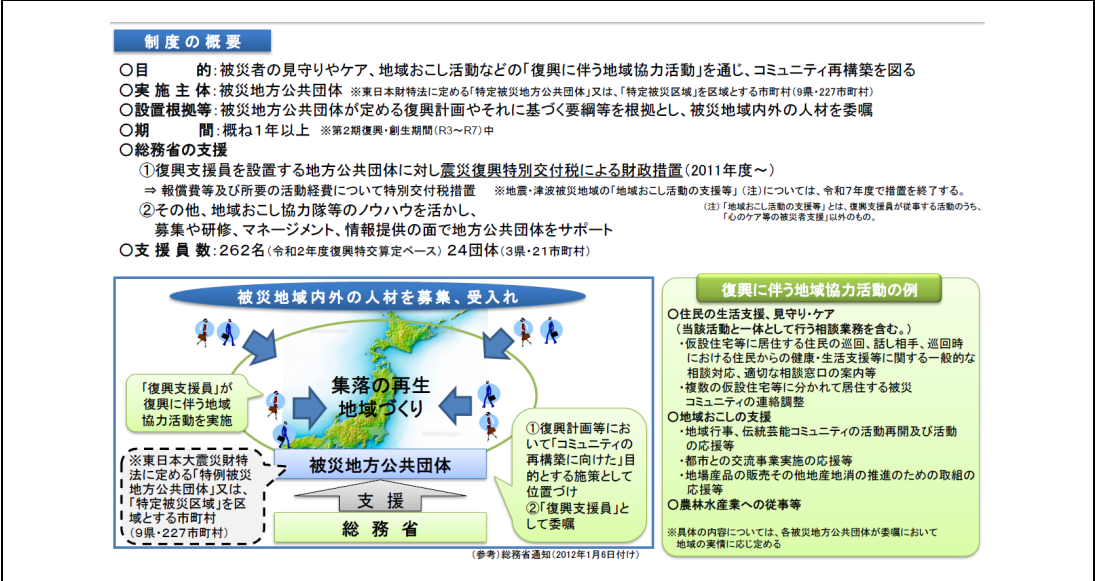 制度の概要
○目　　的：被災者の見守りやケア、地域おこし活動などの「復興に伴う地域協力活動」を通じ、コミュニティ再構築を図る
○実施主体：被災地方公共団体　※東日本財特法に定める「特定被災地方公共団体」又は、「特定被災区域」を区域とする市町村（9県・227市町村）
○設置根拠等：被災地方公共団体が定める復興計画やそれに基づく要綱等を根拠とし、被災地域内外の人材を委嘱
○期　　間：概ね１年以上　※第2期復興・創生期間（R3～R7）中
○総務省の支援
①復興支援員を設置する地方公共団体に対し震災復興特別交付税による財政措置（2011年度～）
⇒ 報償費等及び所要の活動経費について特別交付税措置　※地震・津波被災地域の「地域おこし活動の支援等」（注）については、令和7年度で措置を終了する。
（注）「地域おこし活動の支援等」とは、復興支援員が従事する活動のうち、
「心のケア等の被災者支援」以外のもの。
②その他、地域おこし協力隊等のノウハウを活かし、
募集や研修、マネージメント、情報提供の面で地方公共団体をサポート
○支援員数：262名（令和2年度復興特交算定ベース）24団体（3県・21市町村）
被災地域内外の人材を募集、受入れ
集落の再生
地域づくり
「復興支援員」が
復興に伴う地域
協力活動を実施
※東日本大震災財特
法に定める「特例被災
地方公共団体」又は、
「特定被災区域」を区
域とする市町村
（9県・227市町村）
被災地方公共団体
支　援
総　務　省
①復興計画等にお
いて「コミュニティの
再構築に向けた」目
的とする施策として
位置づけ
②「復興支援員」と
して委嘱
（参考）総務省通知（2012年1月6日付け）
復興に伴う地域協力活動の例
○住民の生活支援、見守り・ケア
（当該活動と一体として行う相談業務を含む。）
・仮設住宅等に居住する住民の巡回、話し相手、巡回時
における住民からの健康・生活支援等に関する一般的な
相談対応、適切な相談窓口の案内等
・複数の仮設住宅等に分かれて居住する被災
コミュニティの連絡調整
○地域おこしの支援
・地域行事、伝統芸能コミュニティの活動再開及び活動
の応援等
・都市との交流事業実施の応援等
・地場産品の販売その他地産地消の推進のための取組の
応援等
○農林水産業への従事等
※具体の内容については、各被災地方公共団体が委嘱において
地域の実情に応じ定める